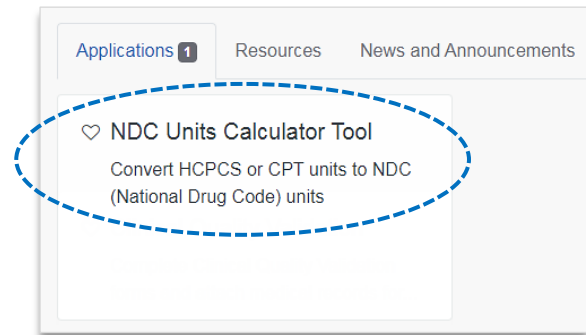 Applications 1 Resources News and Announcements
NDC Units Calculator Tool
Convert HCPCS or CPT units to NDC
(National Drug Code) units